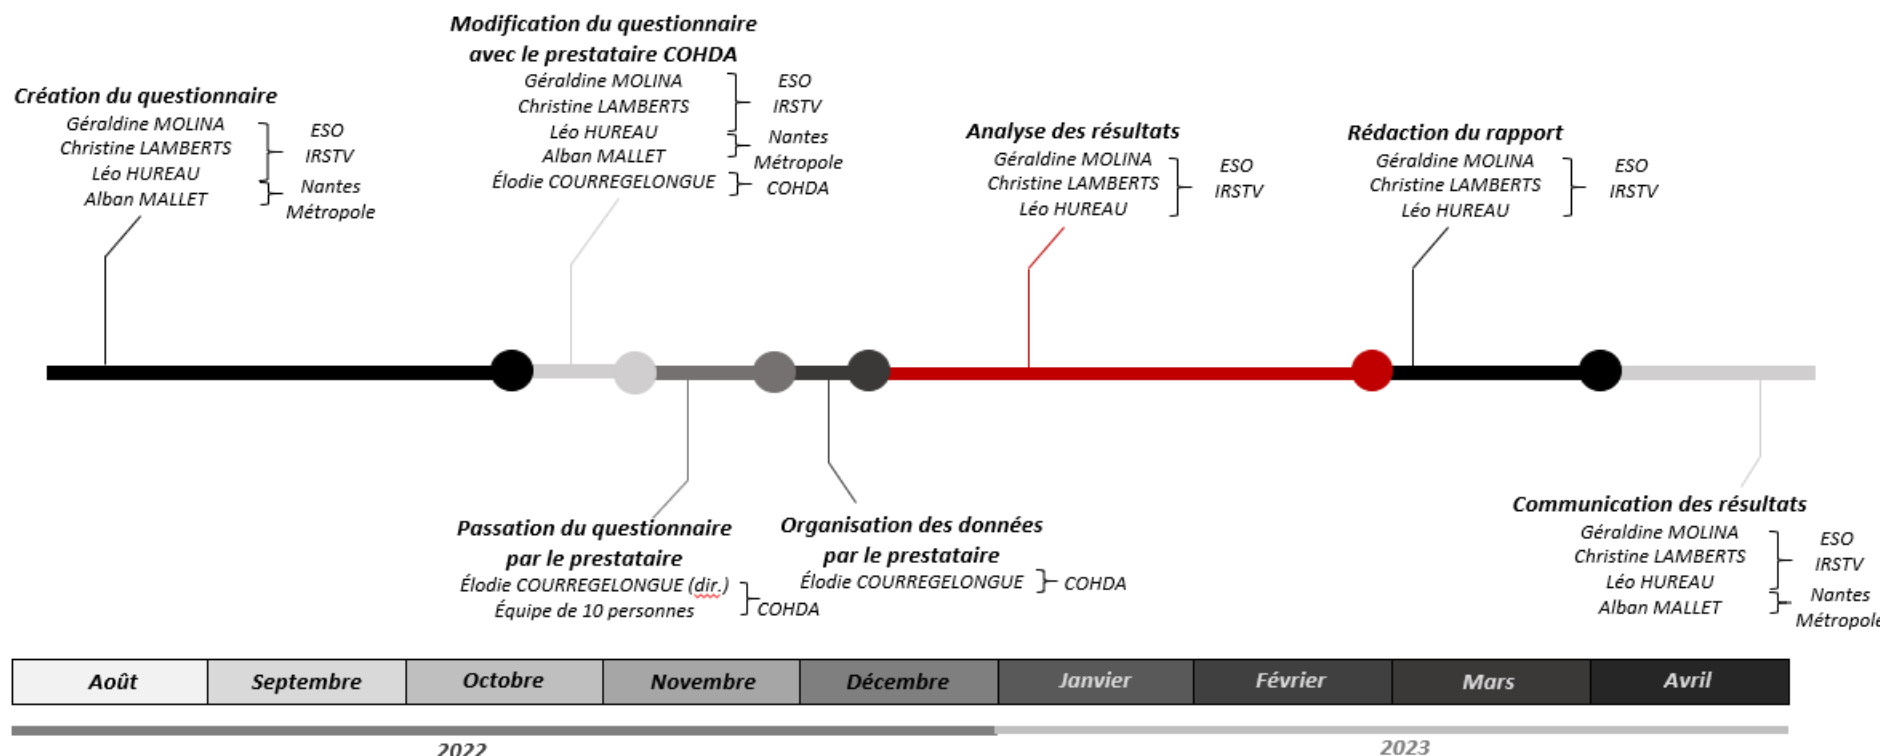 Création du questionnaire
Géraldine MOLINA
Christine LAMBERTS
Léo HUREAU
Alban MALLET
ESO
IRSTV
Nantes
Métropole
Modification du questionnaire
avec le prestataire COHDA
Géraldine MOLINA
Christine LAMBERTS
Léo HUREAU
Alban MALLET
Élodie COURREGELONGUE
ESO
IRSTV
Nantes
Métropole
COHDA
Analyse des résultats
Géraldine MOLINA
Christine LAMBERTS
Léo HUREAU
ESO
IRSTV
Rédaction du rapport
Géraldine MOLINA
Christine LAMBERTS
Léo HUREAU
ESO
IRSTV
Passation du questionnaire
par le prestataire
Élodie COURREGELONGUE (dir.)
Équipe de 10 personnes
COHDA
Organisation des données
par le prestataire
Élodie COURREGELONGUE
COHDA
Communication des résultats
Géraldine MOLINA
Christine LAMBERTS
Léo HUREAU
Alban MALLET
ESO
IRSTV
Nantes
Métropole
Août Septembre Octobre Novembre Décembre Janvier Février Mars Avril
2022 2023